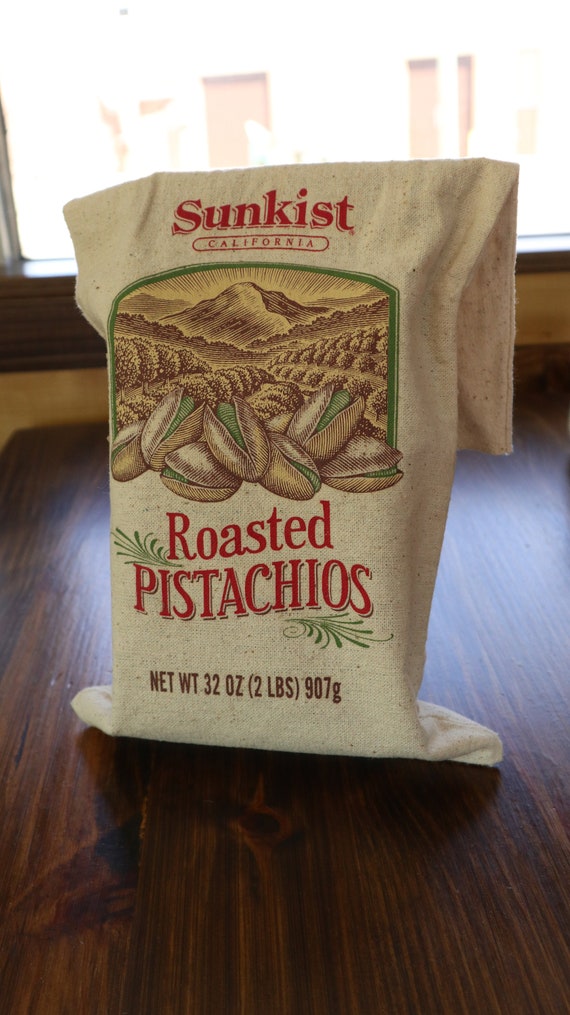 Sunkist
CALIFORNIA
Roasted
PISTACHIOS
NET WT 32 OZ (2 LBS) 907g